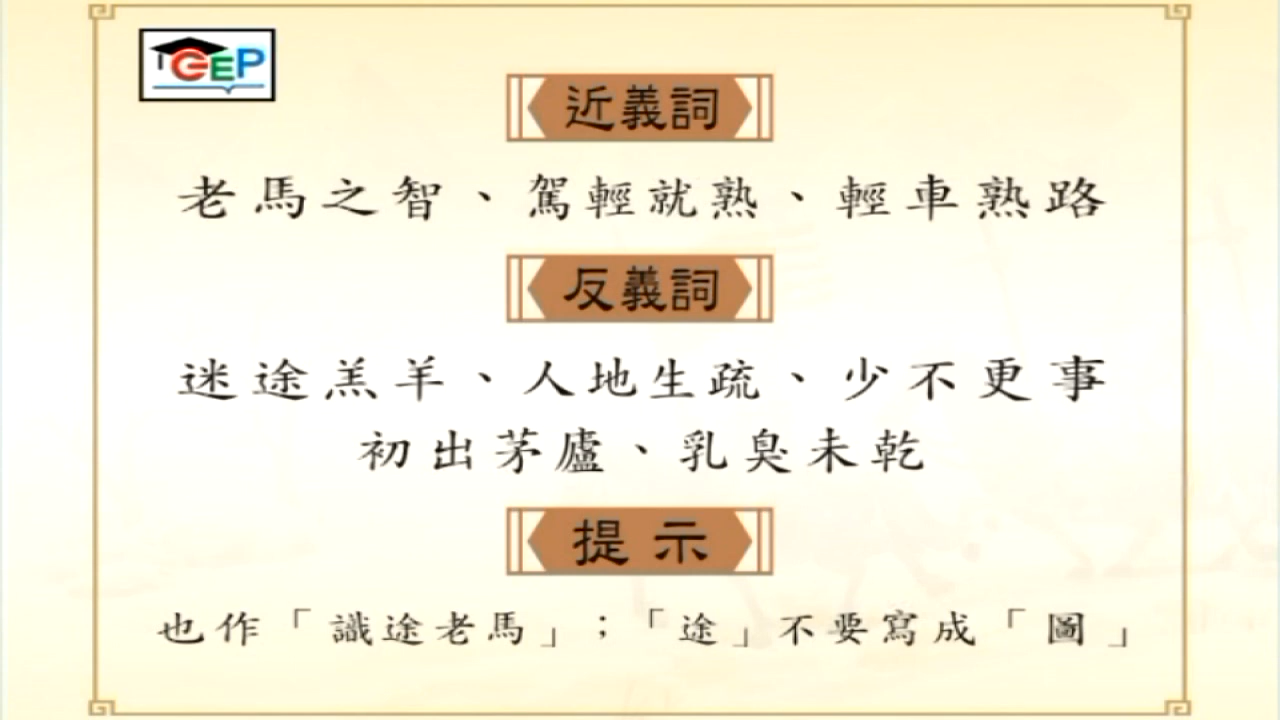 GEP
近義詞
老馬之智、駕輕就熟、輕車熟路
反義詞
迷途羔羊、人地生疏、少不更事
初出茅廬、乳臭未乾
提示
也作「識途老馬」；「途」不要寫成「圖」